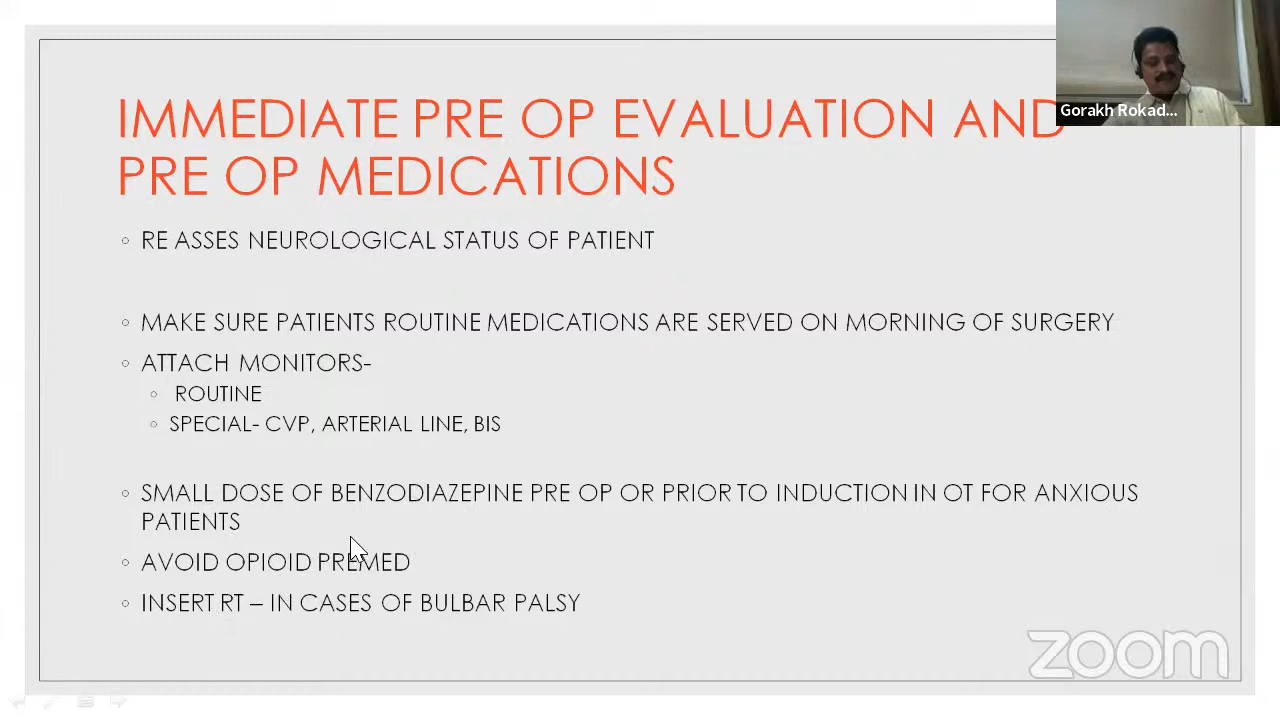 IMMEDIATE PRE OP EVALUATION AND
PRE OP MEDICATIONS
Gorakh Rokad...
RE ASSES NEUROLOGICAL STATUS OF PATIENT
MAKE SURE PATIENTS ROUTINE MEDICATIONS ARE SERVED ON MORNING OF SURGERY
ATTACH MONITORS-
ROUTINE
SPECIAL- CVP, ARTERIAL LINE, BIS
SMALL DOSE OF BENZODIAZEPINE PRE OP OR PRIOR TO INDUCTION IN OT FOR ANXIOUS
PATIENTS
AVOID OPIOID PREMED
INSERT RT – IN CASES OF BULBAR PALSY
zoom